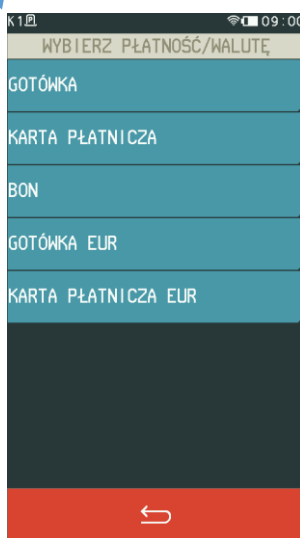 K1 09:00
WYBIERZ PŁATNOŚĆ/WALUTĘ
GOTÓWKA
KARTA PŁATNICZA
BON
GOTÓWKA EUR
KARTA PŁATNICZA EUR